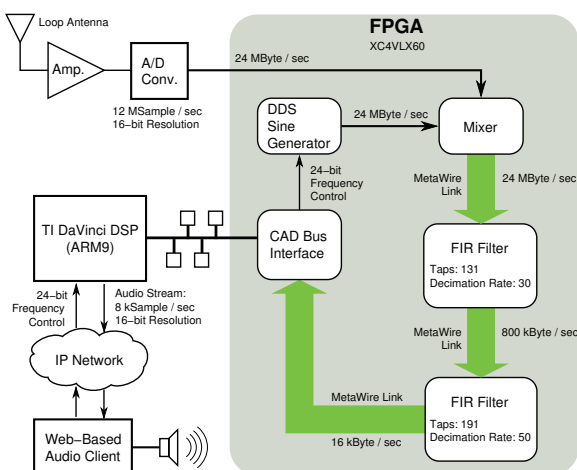 Loop Antenna
Amp.
A/D
Conv.
12 MSample / sec
16−bit Resolution
24 MByte / sec
FPGA
XC4VLX60
DDS
Sine
Generator
24 MByte / sec
Mixer
24−bit
Frequency
Control
MetaWire
Link
24 MByte / sec
TI DaVinci DSP
(ARM9)
CAD Bus
Interface
FIR Filter
Taps: 131
Decimation Rate: 30
24−bit
Frequency
Control
Audio Stream:
8 kSample / sec
16−bit Resolution
MetaWire
Link
800 kByte / sec
IP Network
MetaWire Link
16 kByte / sec
FIR Filter
Taps: 191
Decimation Rate: 50
Web−Based
Audio Client